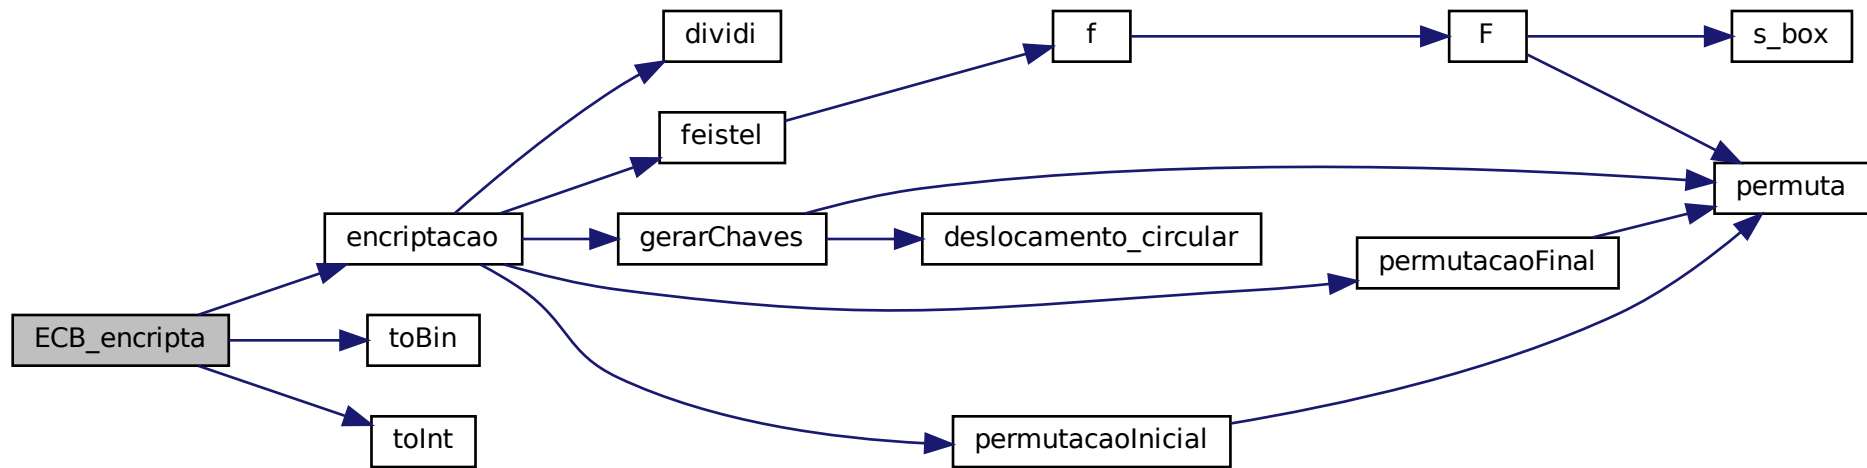 dividi
f
F
s_box
feistel
permuta
encriptacao
gerarChaves
deslocamento_circular
permutacaoFinal
ECB_encripta
toBin
toInt
permutacaoInicial